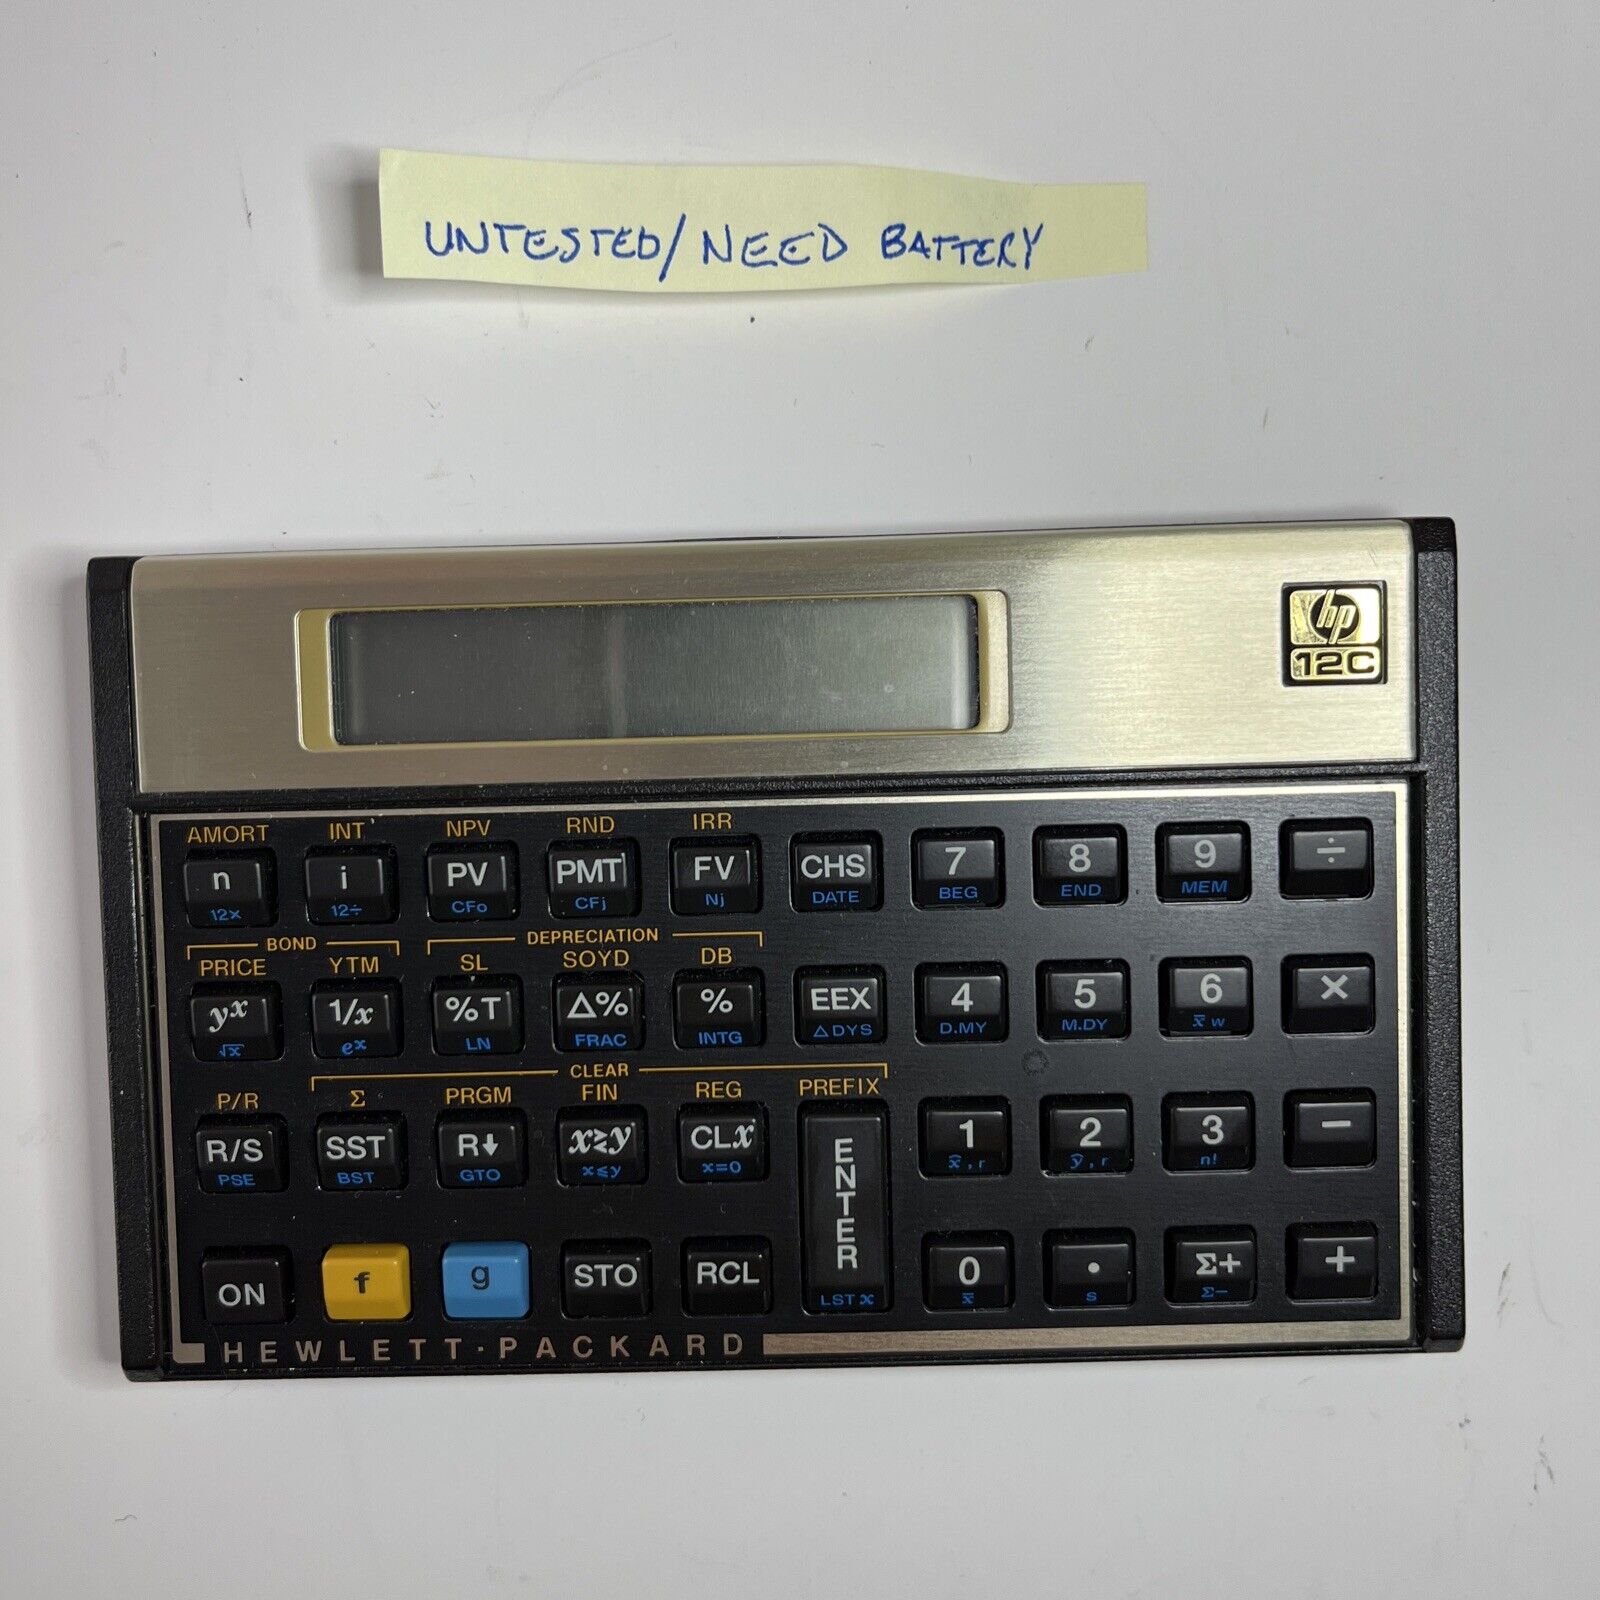 UNTESTED/NEED BATTERY
hp
12C
AMORT INT NPV RND IRR
n i PV PMT FV CHS 7 8 9 ÷
12× 12÷ CFo CFj Nj DATE BEG END MEM
BOND DEPRECIATION
PRICE YTM SL SOYD DB
yˣ 1/x %T Δ% % EEX 4 5 6 ×
√x eˣ LN FRAC INTG ΔDYS D.MY M.DY x̄w
CLEAR
P/R Σ PRGM FIN REG PREFIX
R/S SST R↓ x≷y CLx ENTER 1 2 3 −
PSE BST GTO x≤y x=0 x̂,r ŷ,r n!
ON f g STO RCL 0 . Σ+ +
LST x x̄ s Σ−
HEWLETT·PACKARD